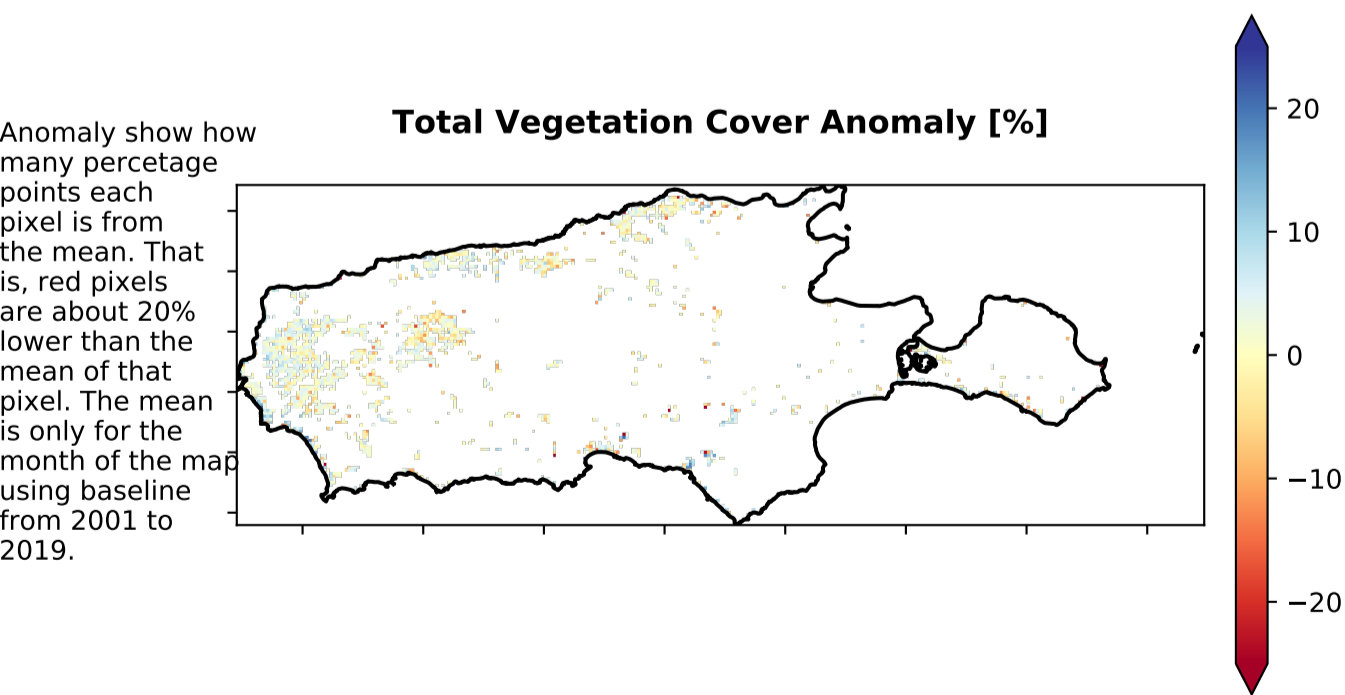 Total Vegetation Cover Anomaly [%]
Anomaly show how
many percetage
points each
pixel is from
the mean. That
is, red pixels
are about 20%
lower than the
mean of that
pixel. The mean
is only for the
month of the map
using baseline
from 2001 to
2019.
20
10
0
−10
−20